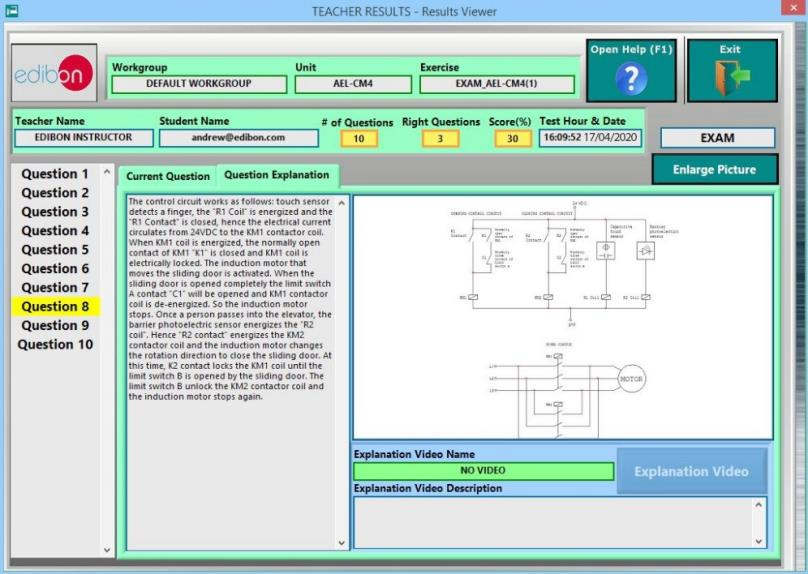 TEACHER RESULTS - Results Viewer
edibon
Workgroup
DEFAULT WORKGROUP
Unit
AEL-CM4
Exercise
EXAM_AEL-CM4(1)
Open Help (F1)
Exit
Teacher Name
EDIBON INSTRUCTOR
Student Name
andrew@edibon.com
# of Questions
10
Right Questions
3
Score(%)
30
Test Hour & Date
16:09:52 17/04/2020
EXAM
Question 1
Question 2
Question 3
Question 4
Question 5
Question 6
Question 7
Question 8
Question 9
Question 10
Current Question
Question Explanation
Enlarge Picture
The control circuit works as follows: touch sensor
detects a finger, the "R1 Coil" is energized and the
"R1 Contact" is closed, hence the electrical current
circulates from 24VDC to the KM1 contactor coil.
When KM1 coil is energized, the normally open
contact of KM1 "K1" is closed and KM1 coil is
electrically locked. The induction motor that
moves the sliding door is activated. When the
sliding door is opened completely the limit switch
A contact "C1" will be opened and KM1 contactor
coil is de-energized. So the induction motor
stops. Once a person passes into the elevator, the
barrier photoelectric sensor energizes the "R2
coil". Hence "R2 contact" energizes the KM2
contactor coil and the induction motor changes
the rotation direction to close the sliding door. At
this time, K2 contact locks the KM1 coil until the
limit switch B is opened by the sliding door. The
limit switch B unlock the KM2 contactor coil and
the induction motor stops again.
24 VDC
CLOSING CONTROL CIRCUIT
Contact
Contact
Capacitive
touch
sensor
Barrier
photoelectric
sensor
KM1
KM2
R1 Coil
R2 Coil
gnd
MOTOR
Explanation Video Name
NO VIDEO
Explanation Video
Explanation Video Description